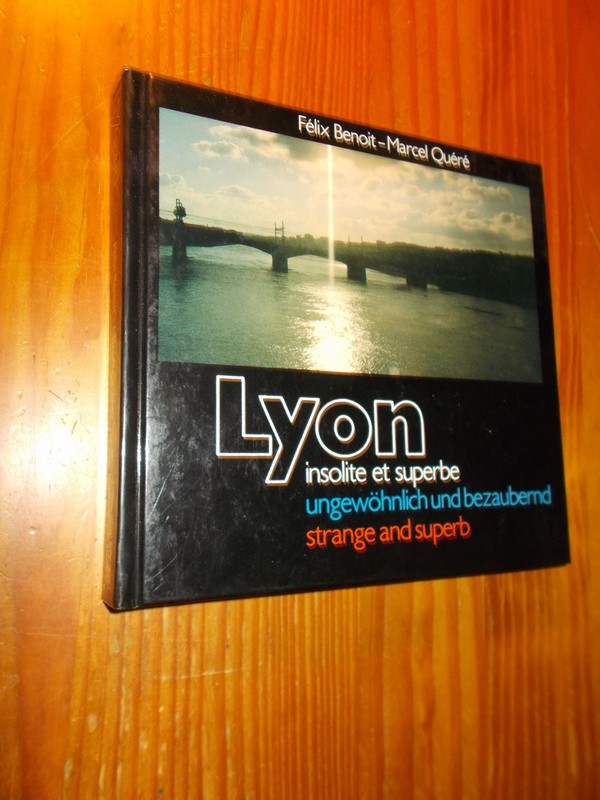 Félix Benoit – Marcel Quéré
Lyon
insolite et superbe
ungewöhnlich und bezaubernd
strange and superb